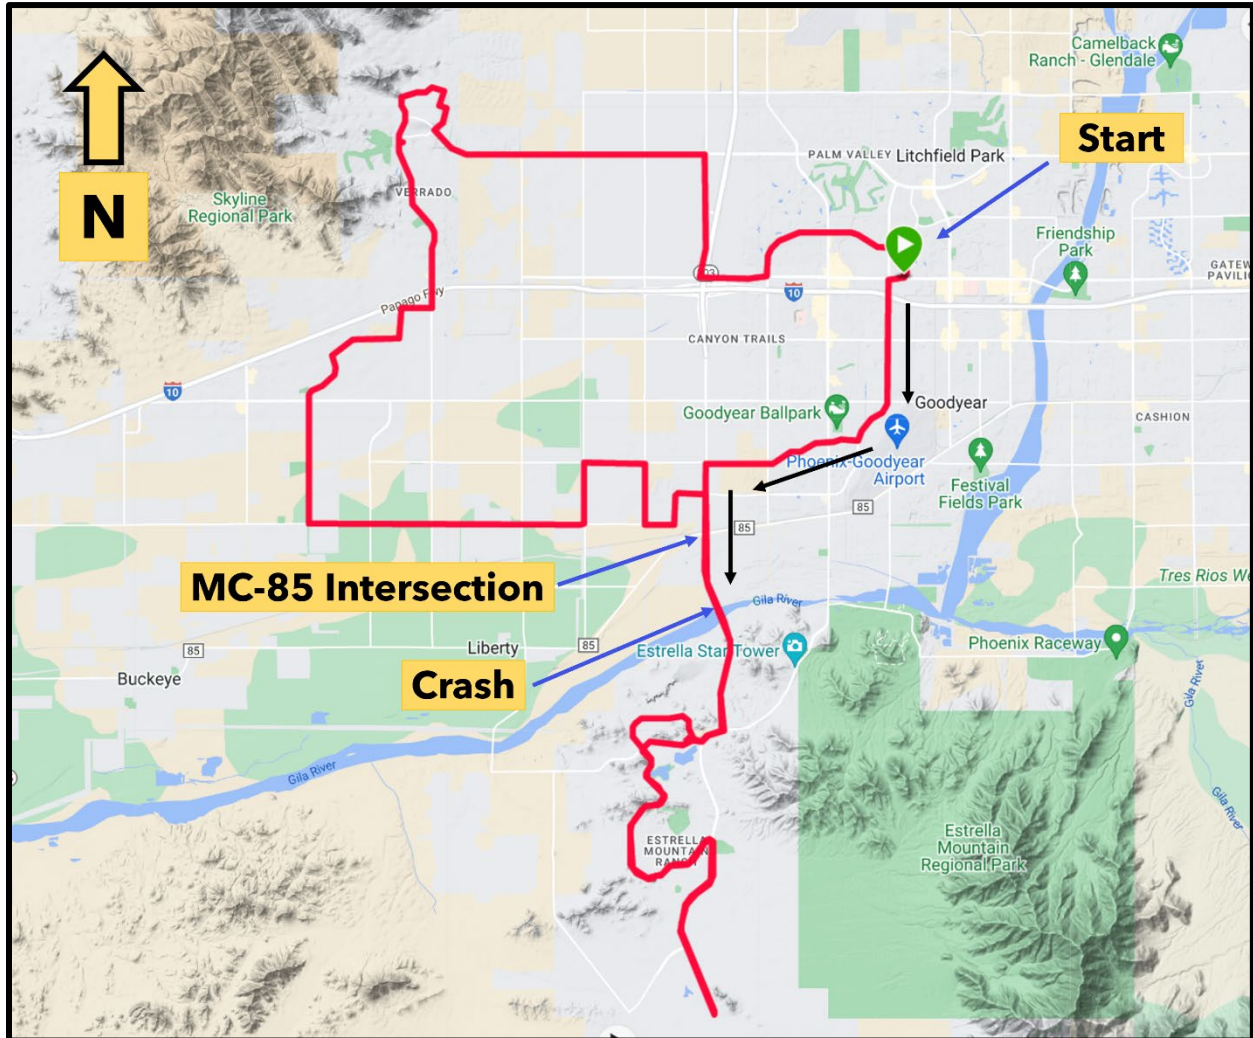 Camelback
Ranch - Glendale
Start
PALM VALLEY
Litchfield Park
N
Skyline
Regional Park
VERRADO
Friendship
Park
GATEW
PAVILI
10
Papago Fwy
CANYON TRAILS
10
Goodyear Ballpark
Goodyear
CASHION
Phoenix-Goodyear
Airport
Festival
Fields Park
85
85
MC-85 Intersection
Tres Rios We
Gila River
85
Liberty
85
Estrella Star Tower
Phoenix Raceway
Buckeye
Crash
Gila River
Gila River
Gila River
ESTRELLA
MOUNTAIN
RANCH
Estrella
Mountain
Regional Park